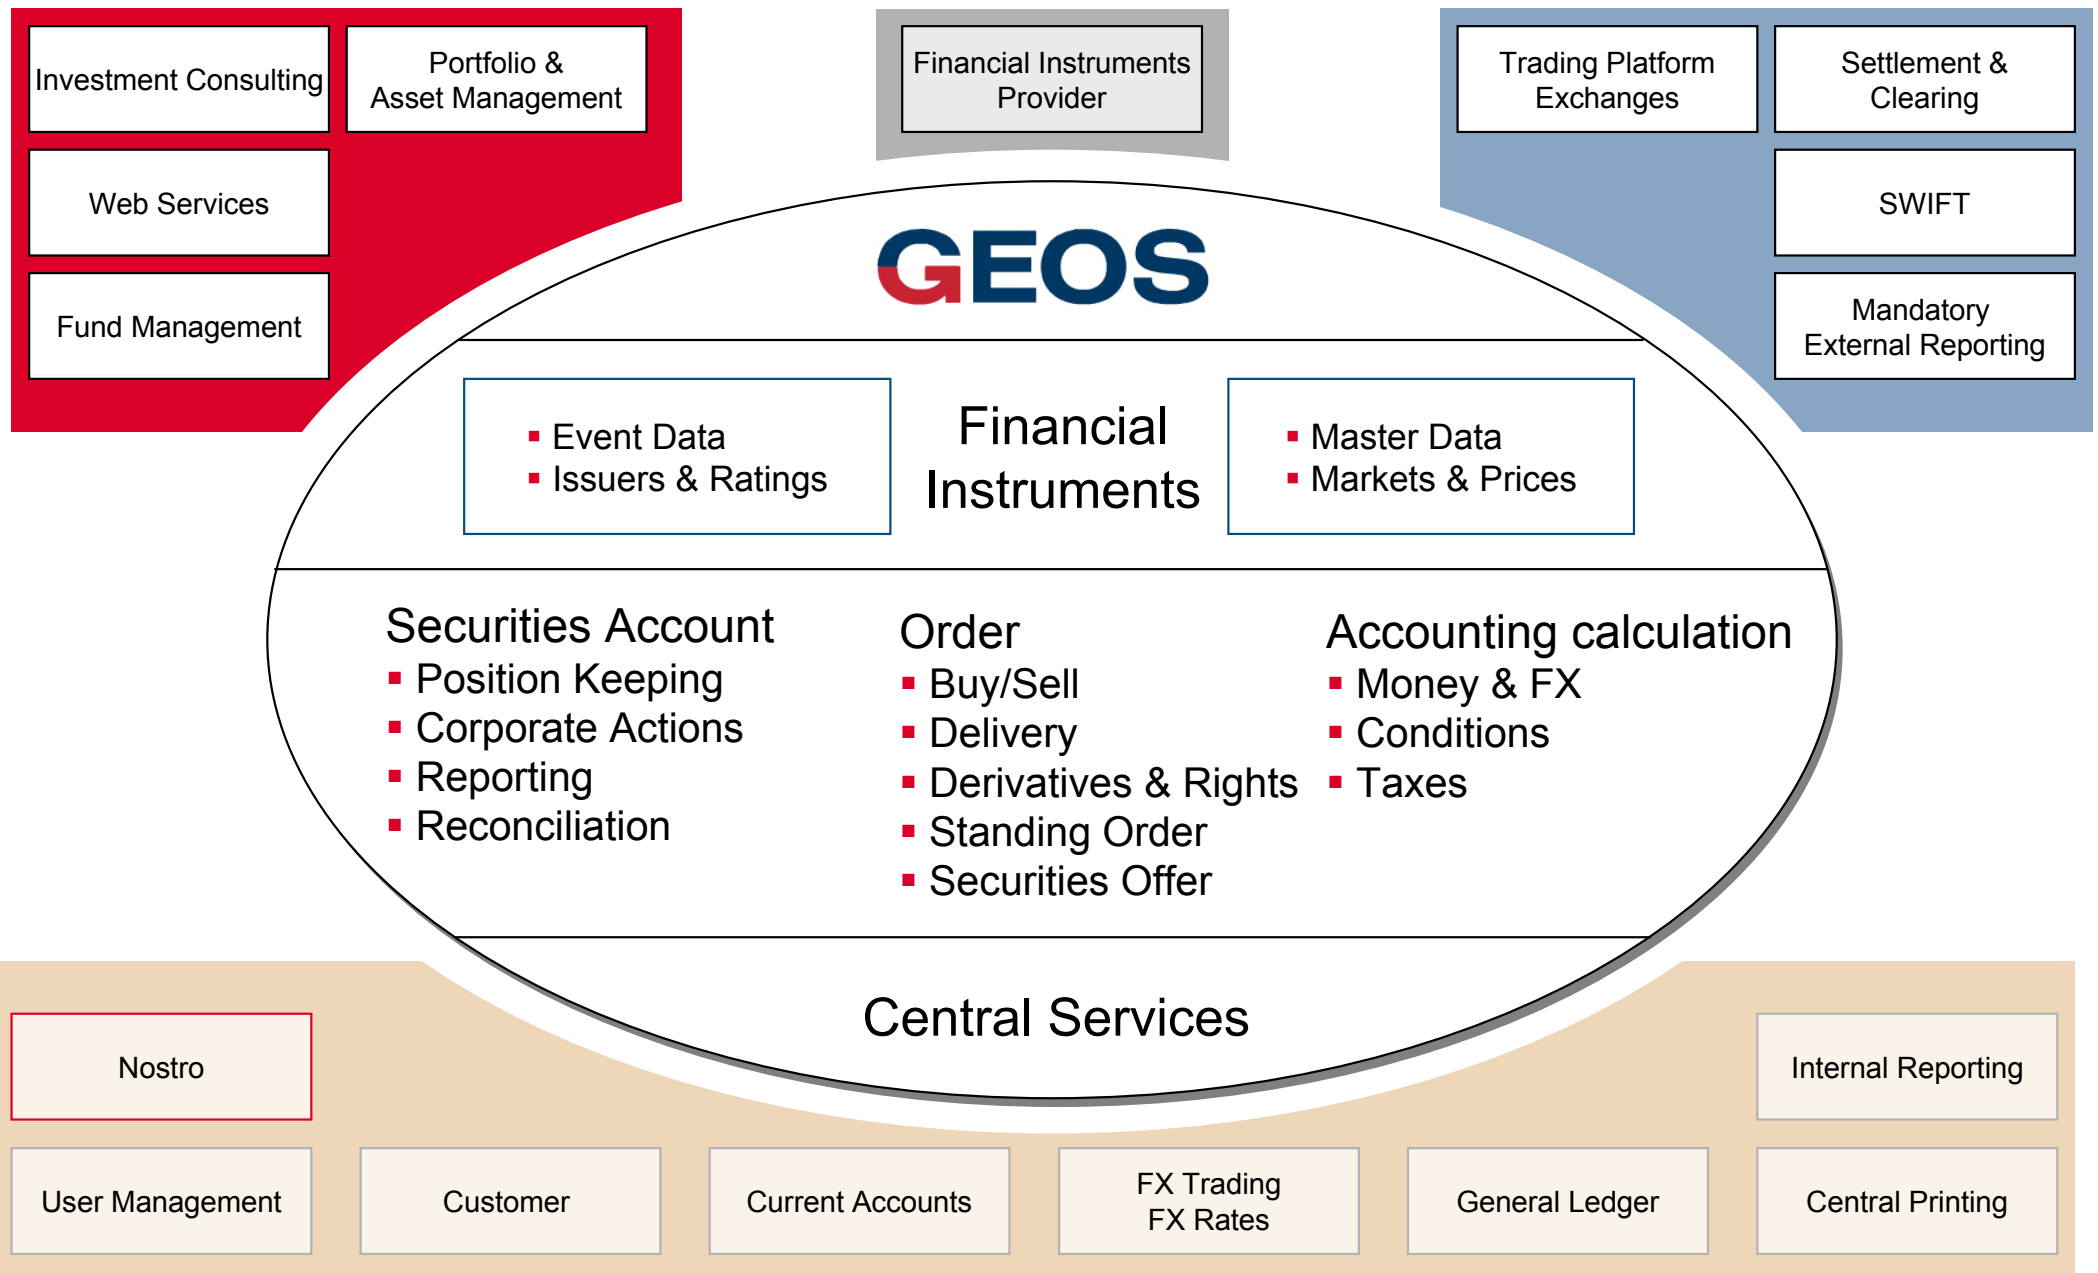 Investment Consulting
Portfolio &
Asset Management
Web Services
Fund Management
Financial Instruments
Provider
Trading Platform
Exchanges
Settlement &
Clearing
SWIFT
Mandatory
External Reporting
GEOS
Event Data
Issuers & Ratings
Financial
Instruments
Master Data
Markets & Prices
Securities Account
Position Keeping
Corporate Actions
Reporting
Reconciliation
Order
Buy/Sell
Delivery
Derivatives & Rights
Standing Order
Securities Offer
Accounting calculation
Money & FX
Conditions
Taxes
Central Services
Nostro
Internal Reporting
User Management
Customer
Current Accounts
FX Trading
FX Rates
General Ledger
Central Printing